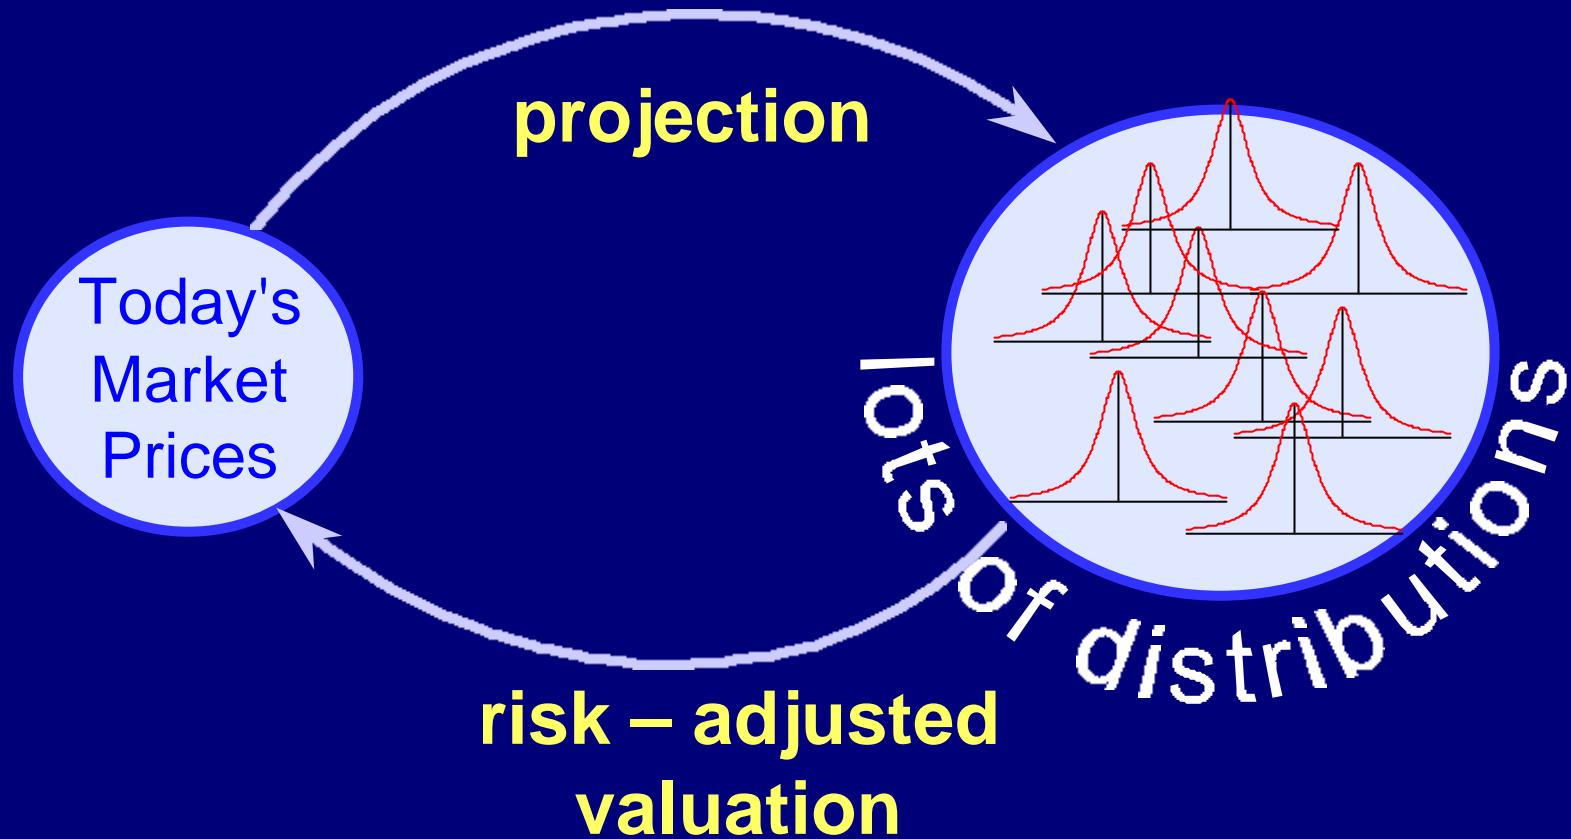 projection
Today's
Market
Prices
lots of distributions
risk – adjusted
valuation